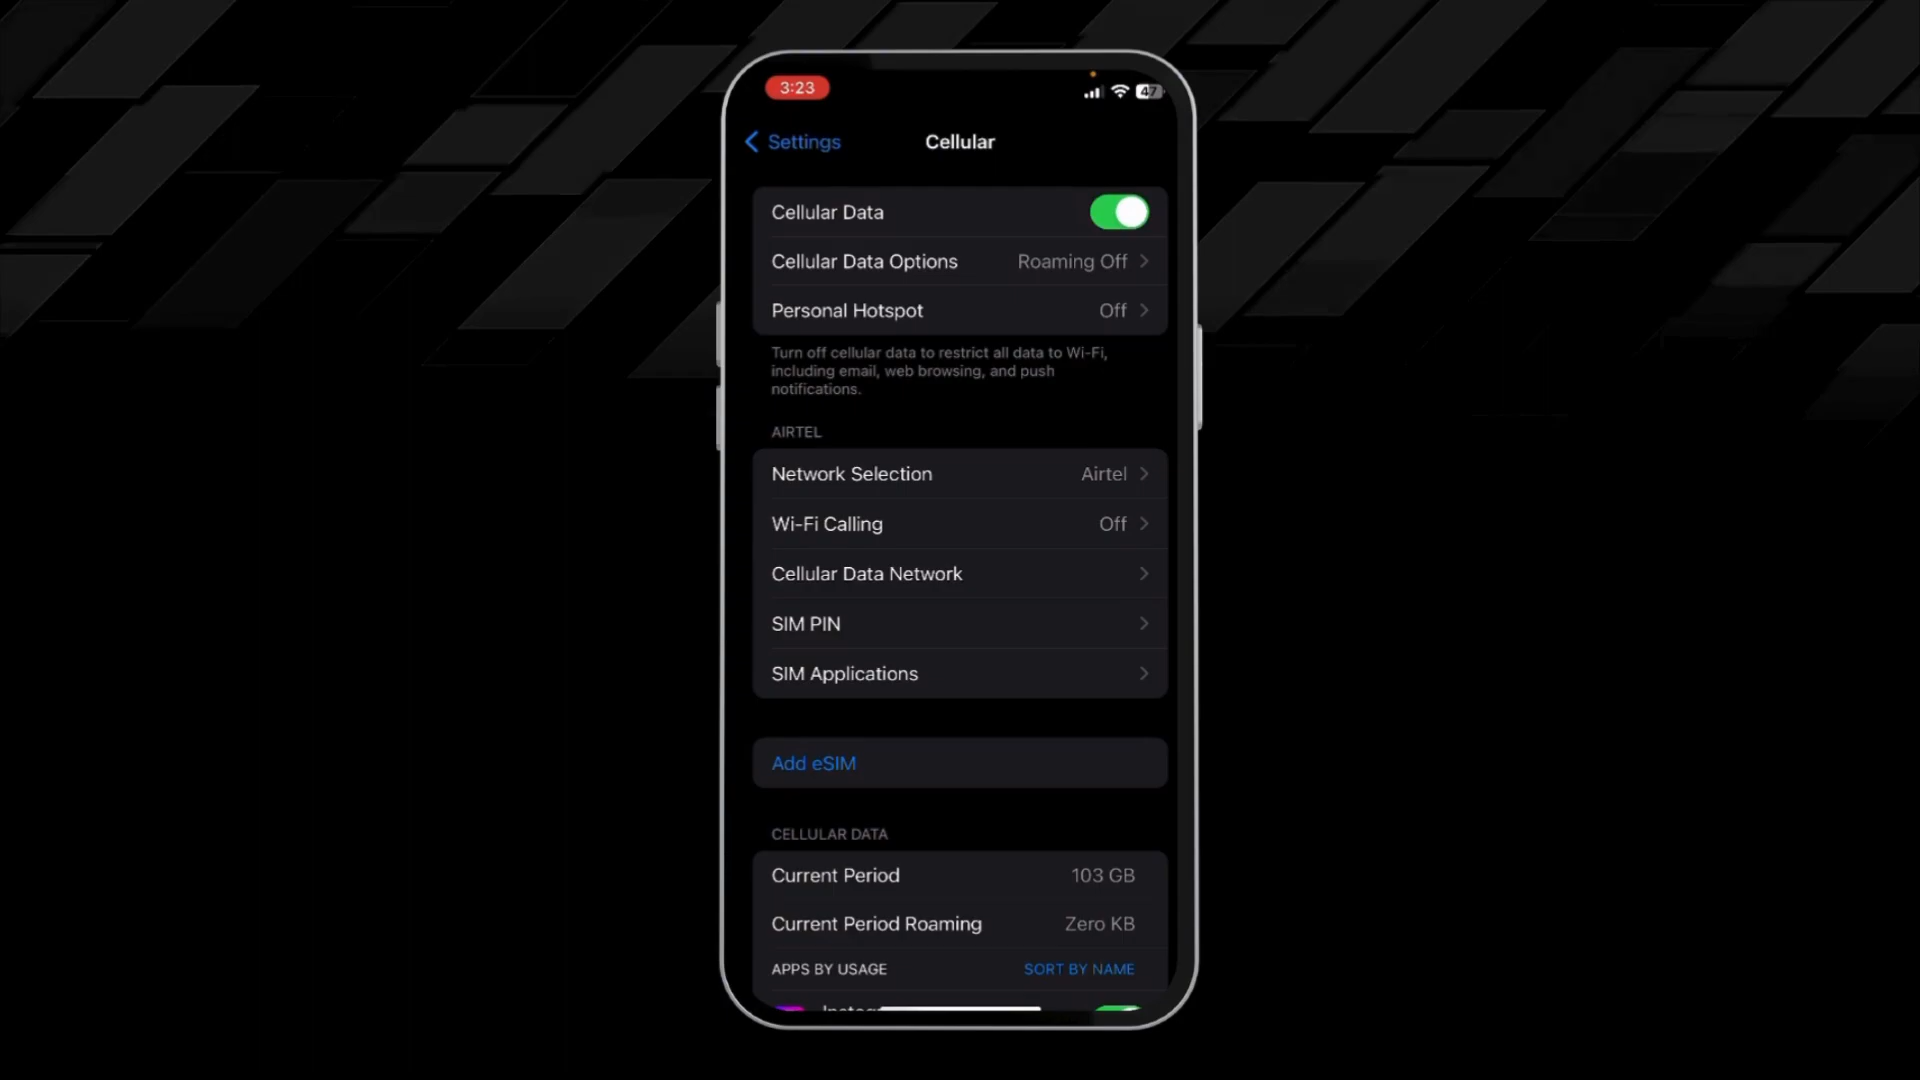 3:23
47
Settings
Cellular
Cellular Data
Cellular Data Options Roaming Off
Personal Hotspot Off
Turn off cellular data to restrict all data to Wi-Fi,
including email, web browsing, and push
notifications.
AIRTEL
Network Selection Airtel
Wi-Fi Calling Off
Cellular Data Network
SIM PIN
SIM Applications
Add eSIM
CELLULAR DATA
Current Period 103 GB
Current Period Roaming Zero KB
APPS BY USAGE SORT BY NAME